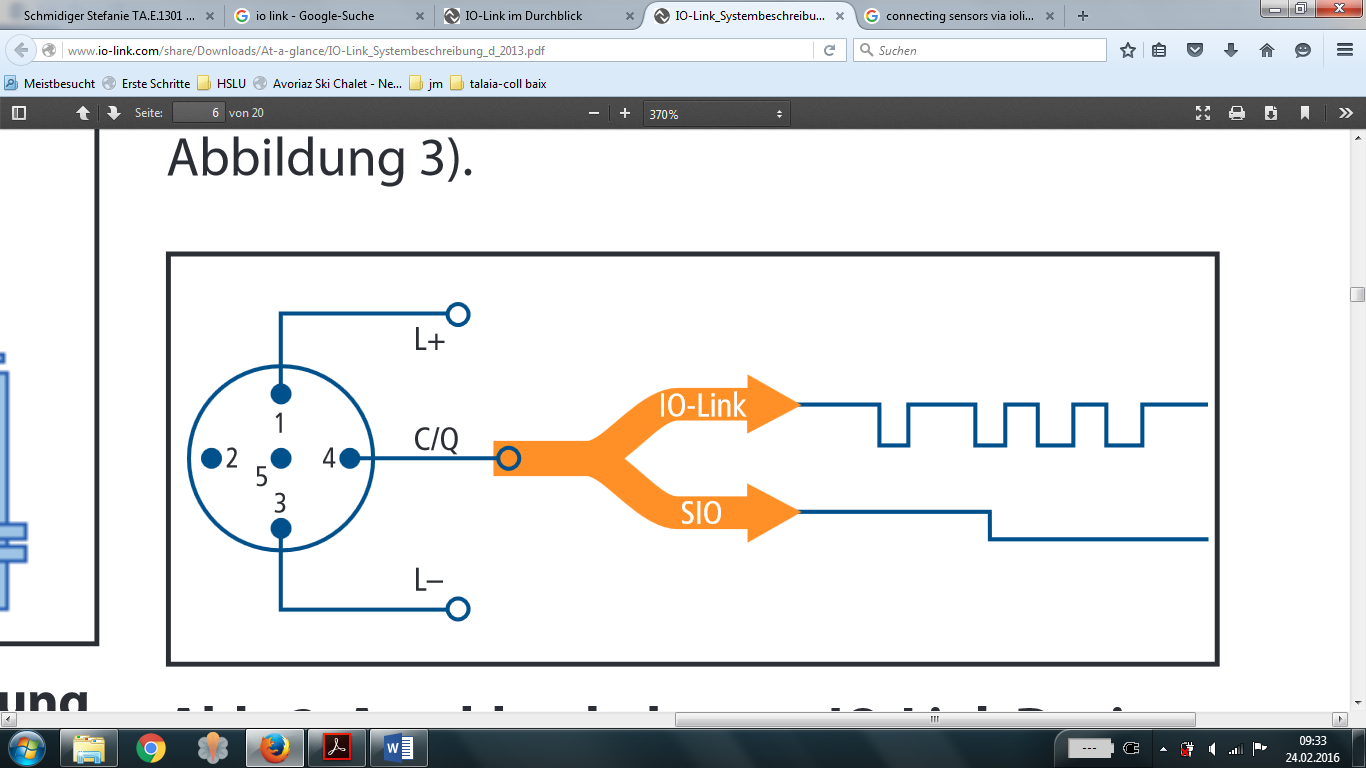 Schmidiger Stefanie TA.E.1301 ...
io link - Google-Suche
IO-Link im Durchblick
IO-Link_Systembeschreibu...
connecting sensors via ioli...
www.io-link.com/share/Downloads/At-a-glance/IO-Link_Systembeschreibung_d_2013.pdf
Suchen
Meistbesucht
Erste Schritte
HSLU
Avoriaz Ski Chalet - Ne...
jm
talaia-coll baix
Seite: 6 von 20
370%
Abbildung 3).
L+
1
IO-Link
C/Q
2
4
5
3
SIO
L–
ung
09:33
24.02.2016